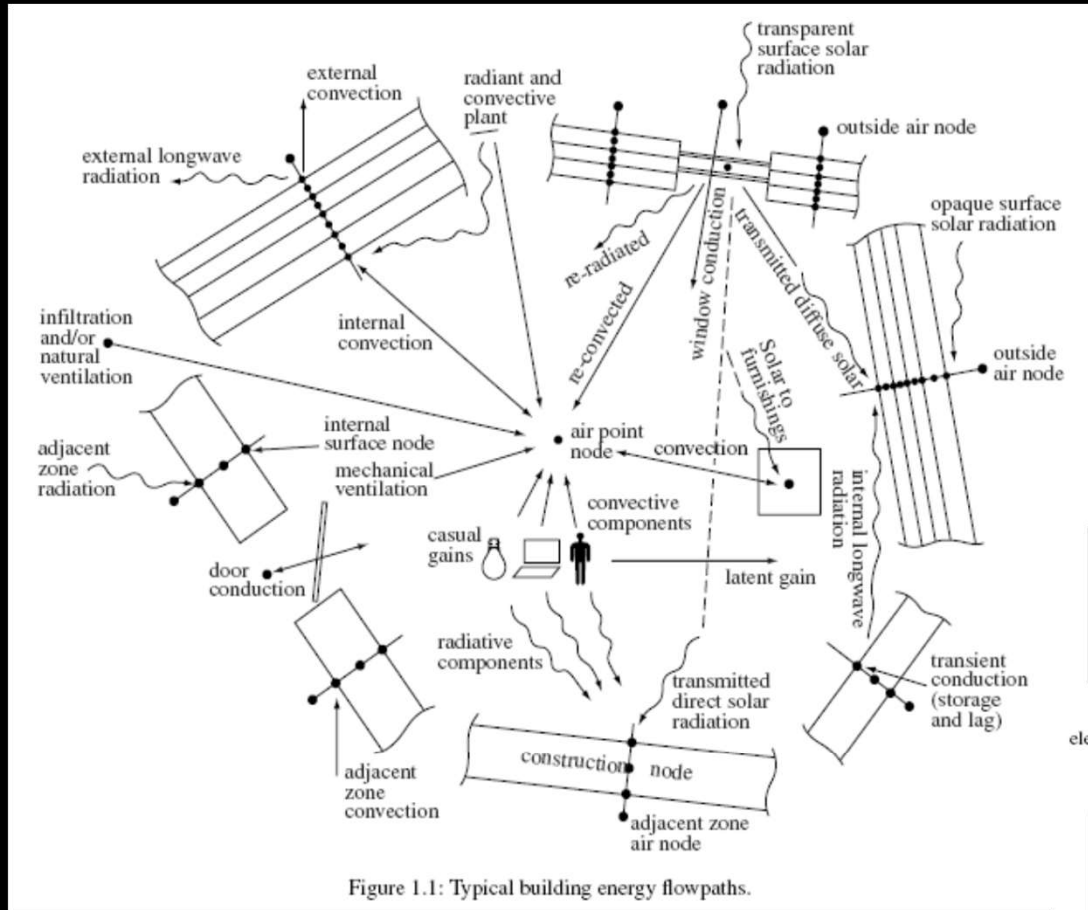 transparent
surface solar
radiation
external
convection
radiant and
convective
plant
outside air node
external longwave
radiation
opaque surface
solar radiation
re-radiated
re-convected
window conduction
transmitted diffuse solar
infiltration
and/or
natural
ventilation
internal
convection
Solar to
furnishings
outside
air node
internal
surface node
air point
node
convection
adjacent
zone
radiation
mechanical
ventilation
convective
components
internal longwave
radiation
casual
gains
door
conduction
latent gain
radiative
components
transmitted
direct solar
radiation
transient
conduction
(storage
and lag)
ele
construction node
adjacent
zone
convection
adjacent zone
air node
Figure 1.1: Typical building energy flowpaths.